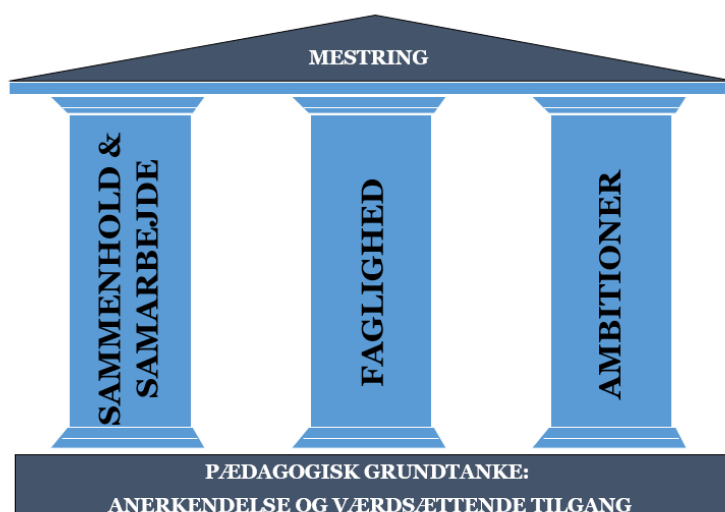 MESTRING
SAMMENHOLD &
SAMARBEJDE
FAGLIGHED
AMBITIONER
PÆDAGOGISK GRUNDTANKE:
ANERKENDELSE OG VÆRDSÆTTENDE TILGANG